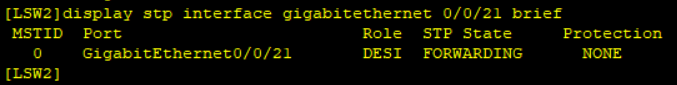 [LSW2]display stp interface gigabitethernet 0/0/21 brief
MSTID Port Role STP State Protection
0 GigabitEthernet0/0/21 DESI FORWARDING NONE
[LSW2]